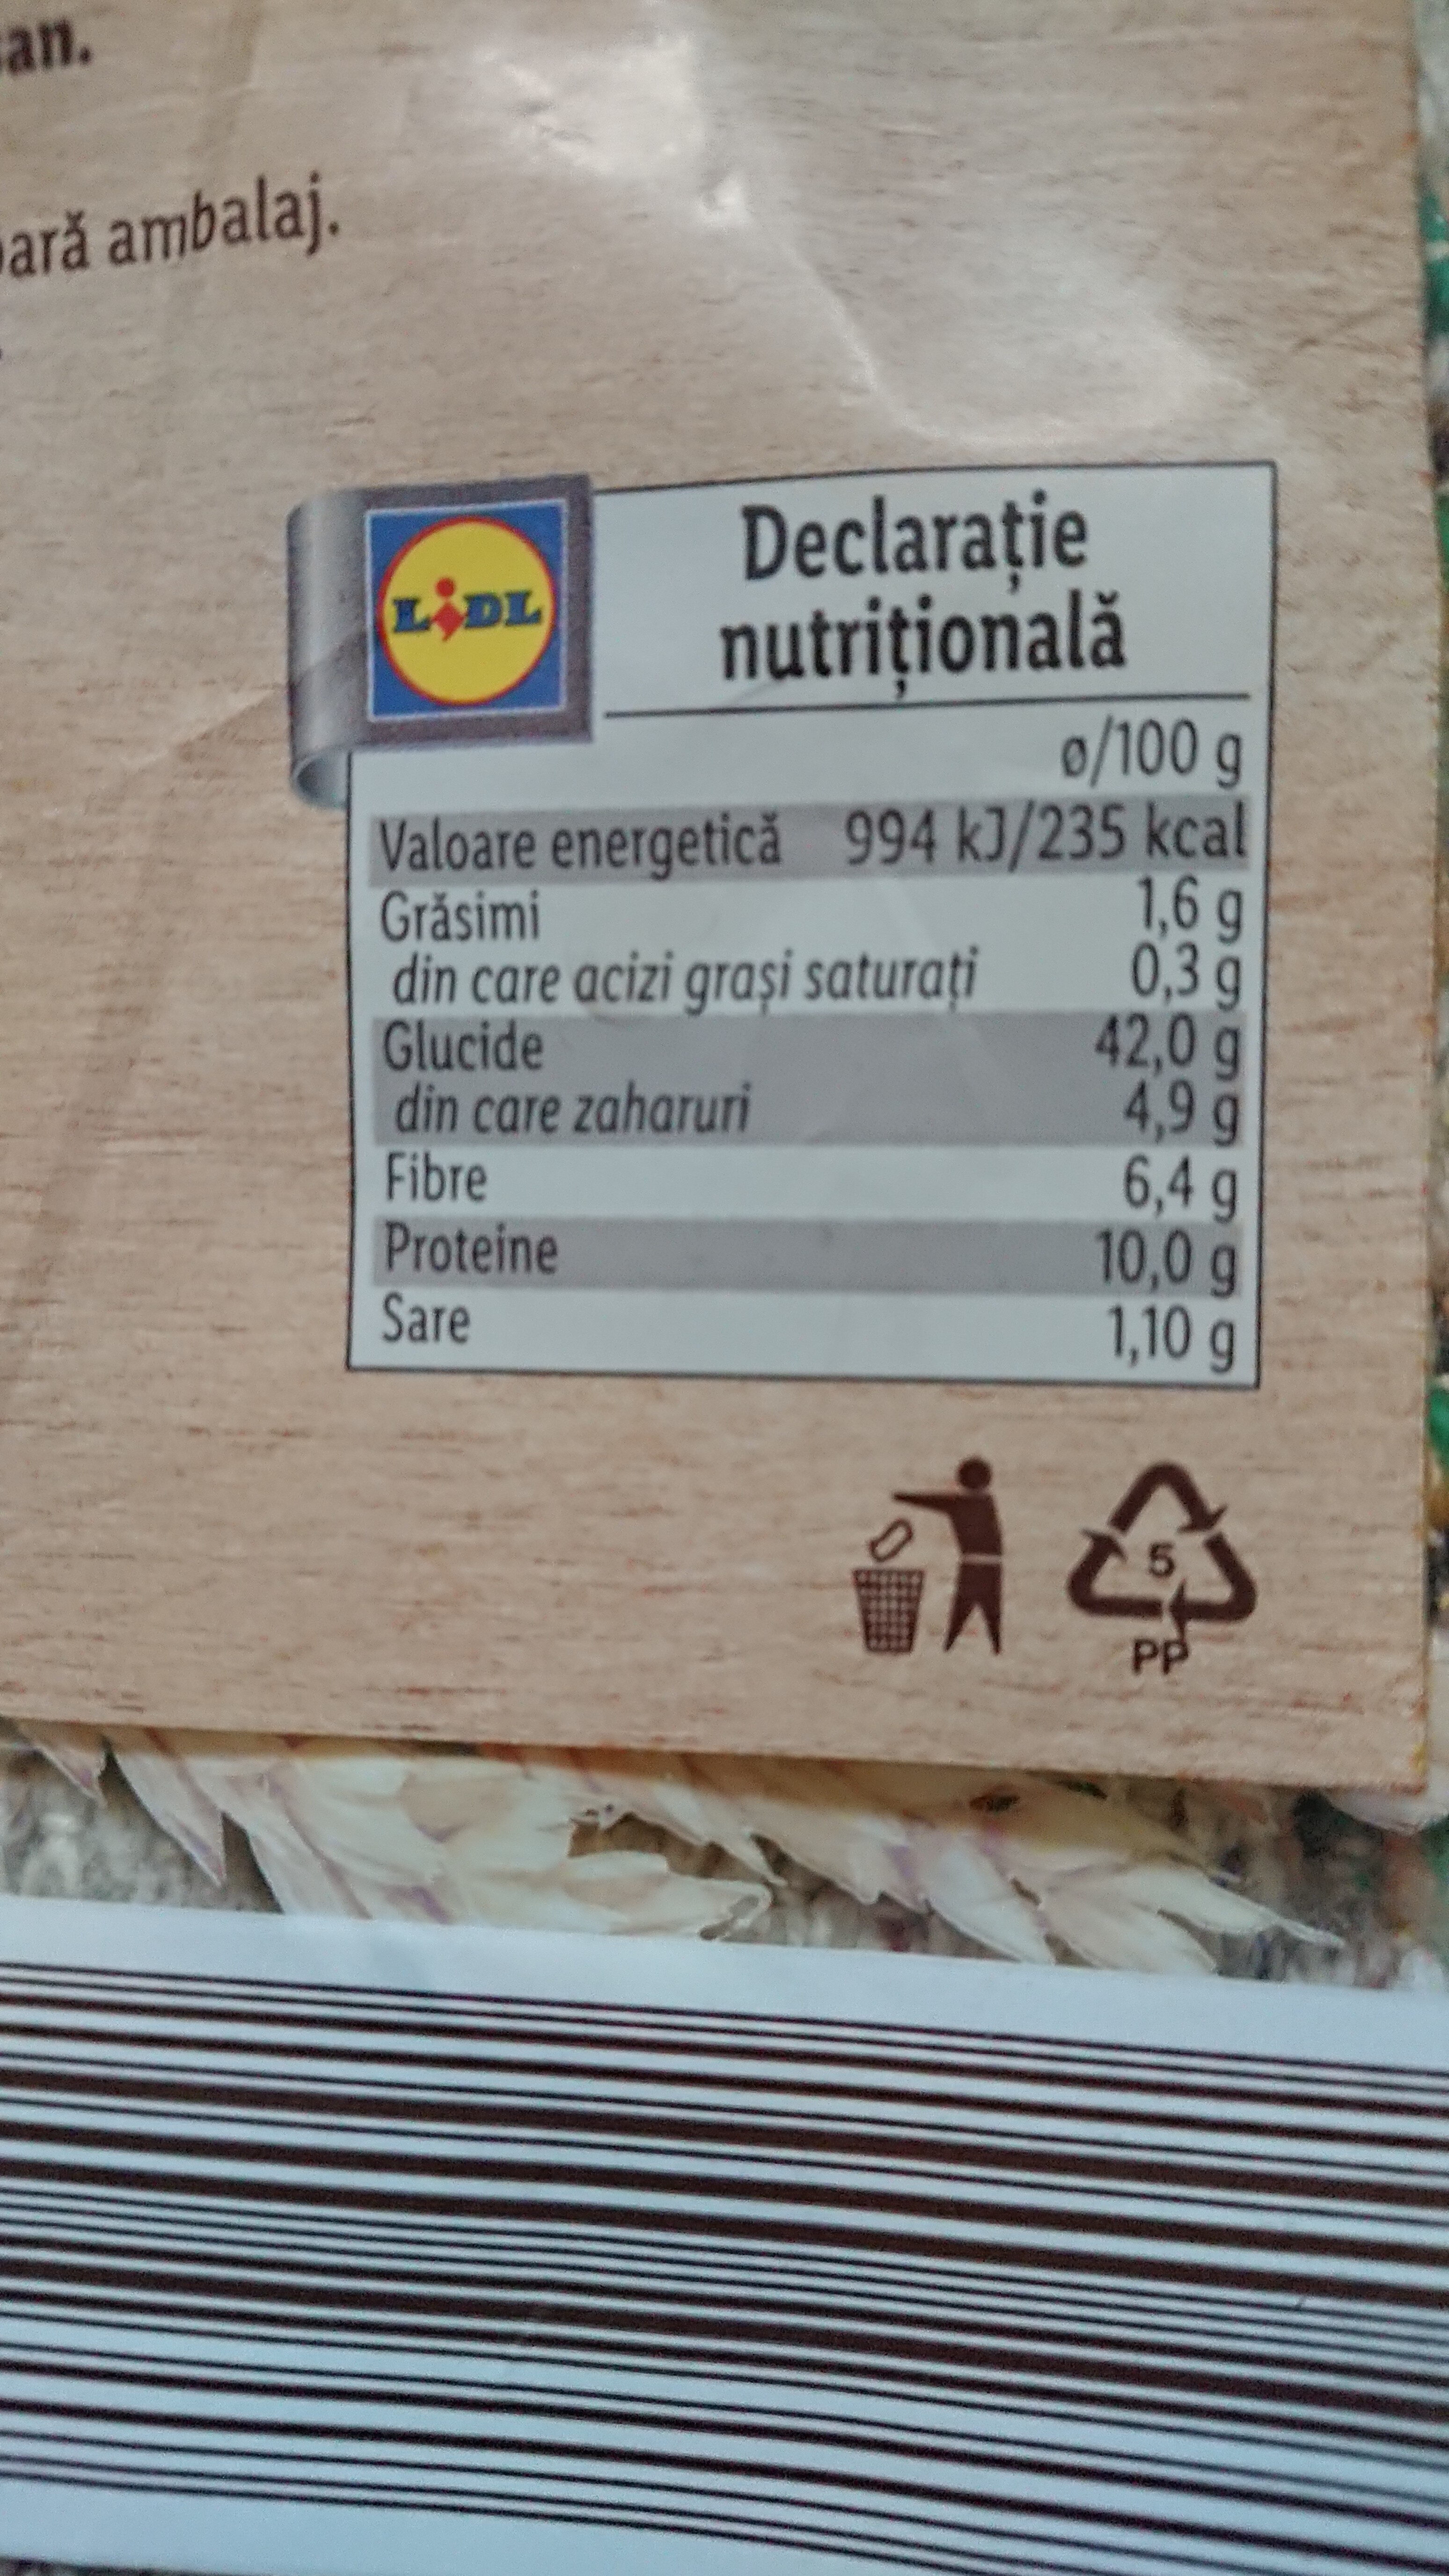 ambalaj.
LIDL
Declarație
nutrițională
ø/100 g
Valoare energetică 994 kJ/235 kcal
Grăsimi 1,6 g
din care acizi grași saturați 0,3 g
Glucide 42,0 g
din care zaharuri 4,9 g
Fibre 6,4 g
Proteine 10,0 g
Sare 1,10 g
5
PP